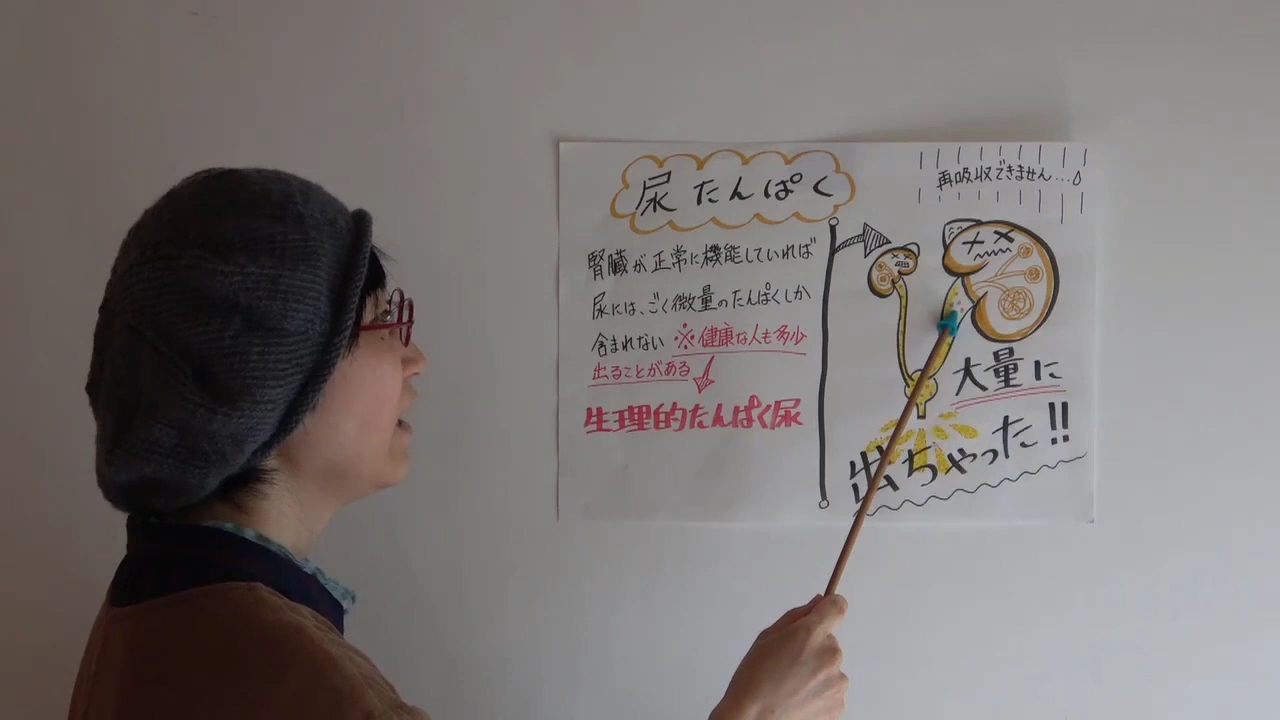 尿たんぱく
腎臓が正常に機能していれば
尿には、ごく微量のたんぱくしか
含まれない ※健康な人も多少
出ることがある
生理的たんぱく尿
再吸収できません…
大量に
出ちゃった!!